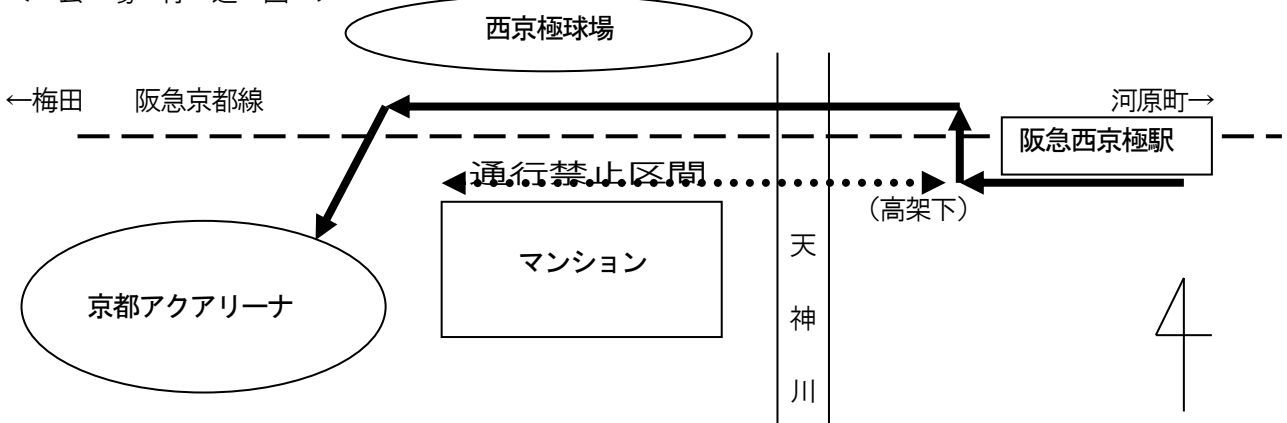 西京極球場
←梅田　　阪急京都線
河原町→
阪急西京極駅
通行禁止区間
（高架下）
マンション
天神川
京都アクアリーナ